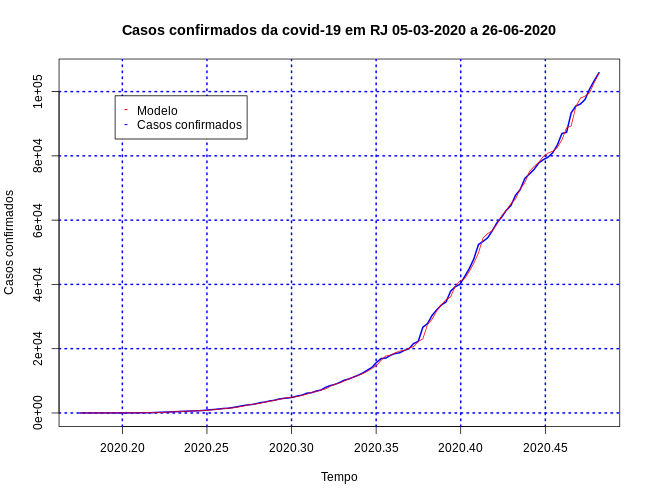 Casos confirmados da covid-19 em RJ 05-03-2020 a 26-06-2020
1e+05
8e+04
6e+04
4e+04
2e+04
0e+00
Casos confirmados
- Modelo
- Casos confirmados
2020.20 2020.25 2020.30 2020.35 2020.40 2020.45
Tempo